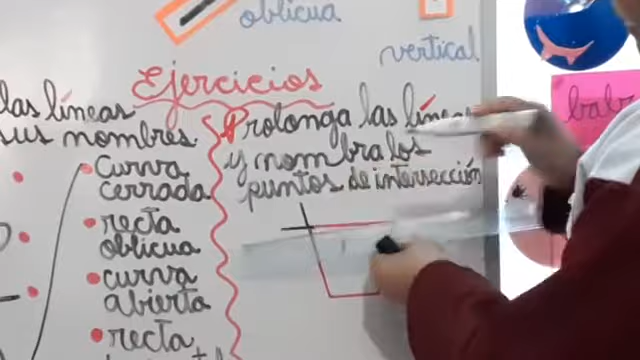 oblicua
vertical
Ejercicios
las líneas
sus nombres.
curva
cerrada
recta
oblicua
curva
abierta
recta
Prolonga las líneas
y nombra los
puntos de intersección